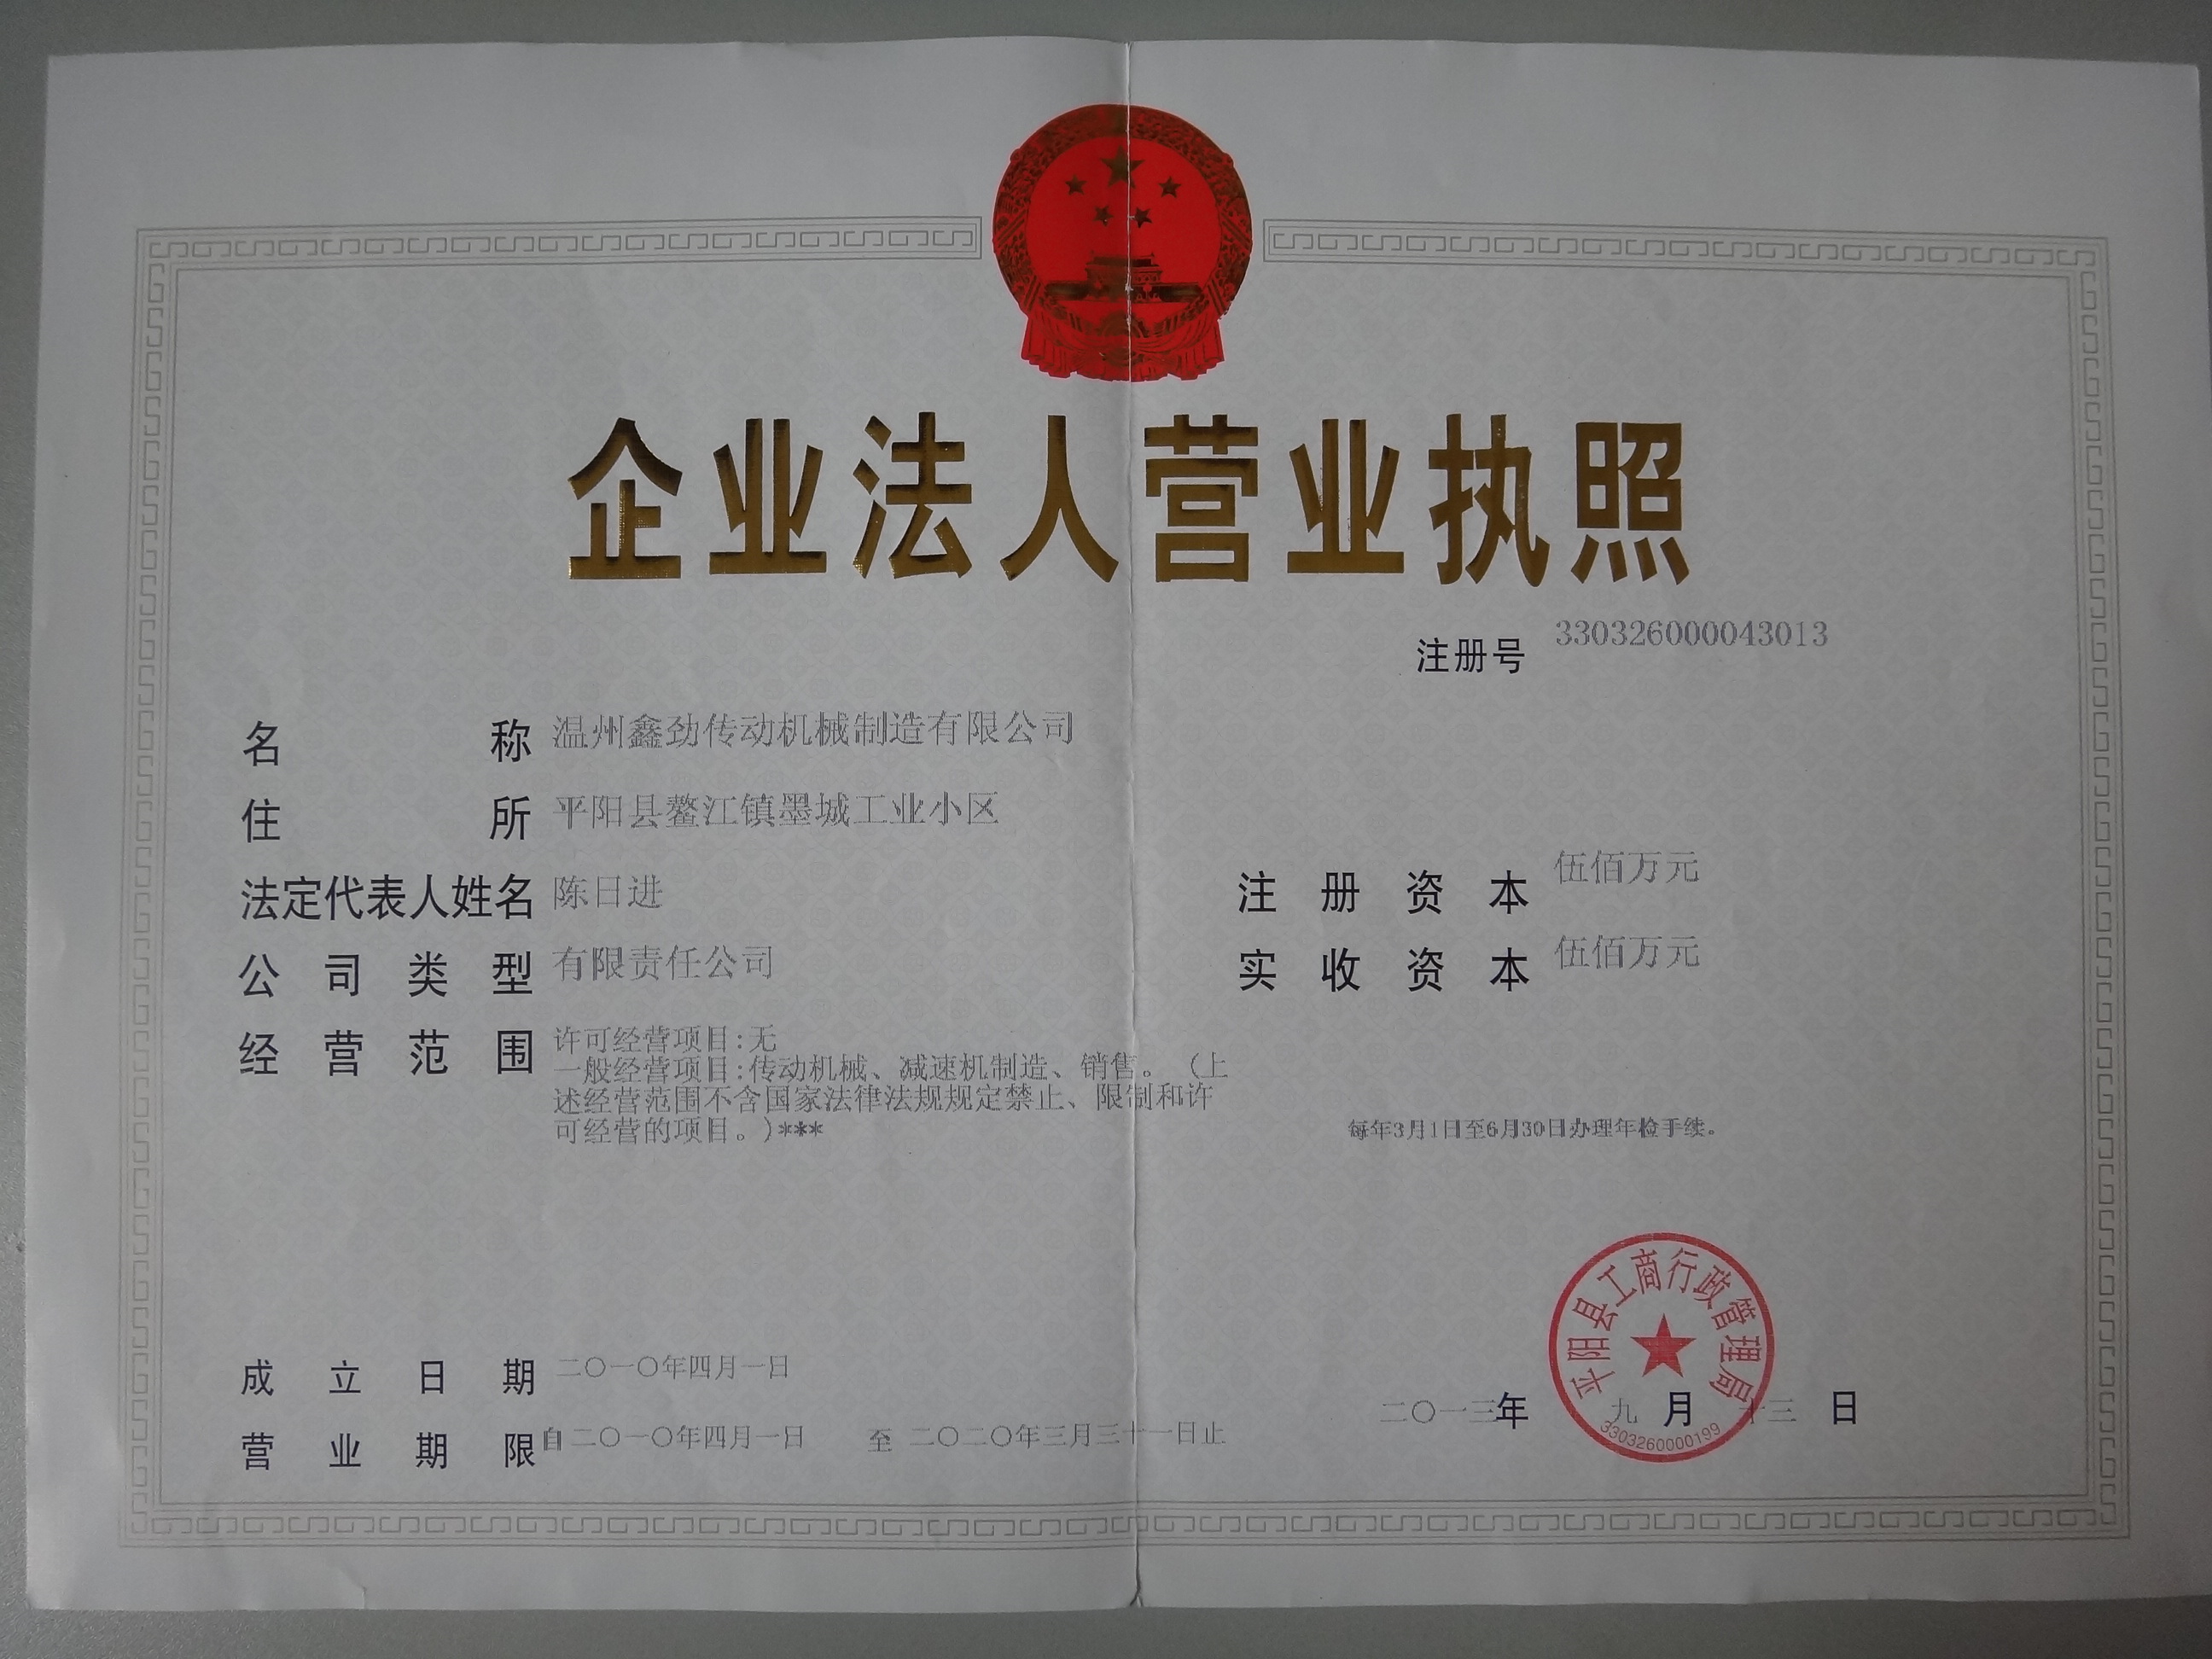 企业法人营业执照
注册号 330326000043013
名称 温州鑫劲传动机械制造有限公司
住所 平阳县鳌江镇墨城工业小区
法定代表人姓名 陈日进
注册资本 伍佰万元
公司类型 有限责任公司
实收资本 伍佰万元
经营范围 许可经营项目:无
一般经营项目:传动机械、减速机制造、销售。（上
述经营范围不含国家法律法规规定禁止、限制和许
可经营的项目。)***
每年3月1日至6月30日办理年检手续。
平阳县工商行政管理局
3303260000199
成立日期 二〇一〇年四月一日
二〇一三年 九月 十三日
营业期限 自二〇一〇年四月一日 至 二〇二〇年三月三十一日止